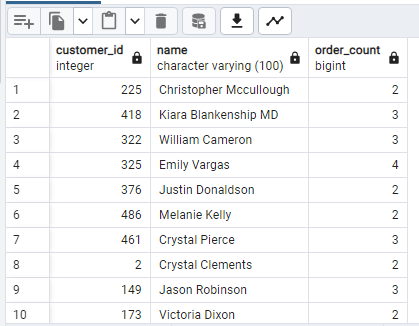 customer_id name order_count
integer character varying (100) bigint
1 225 Christopher Mccullough 2
2 418 Kiara Blankenship MD 3
3 322 William Cameron 3
4 325 Emily Vargas 4
5 376 Justin Donaldson 2
6 486 Melanie Kelly 2
7 461 Crystal Pierce 3
8 2 Crystal Clements 2
9 149 Jason Robinson 3
10 173 Victoria Dixon 2